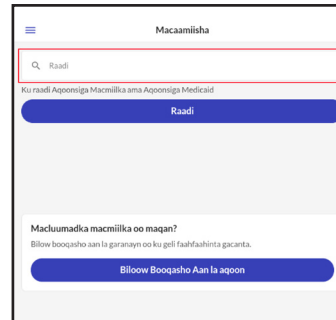 Macaamiisha
Raadi
Ku raadi Aqoonsiga Macmiilka ama Aqoonsiga Medicaid
Raadi
Macluumadka macmiilka oo maqan?
Bilow booqasho aan la garanayn oo ku geli faahfaahinta gacanta.
Biloow Booqasho Aan la aqoon